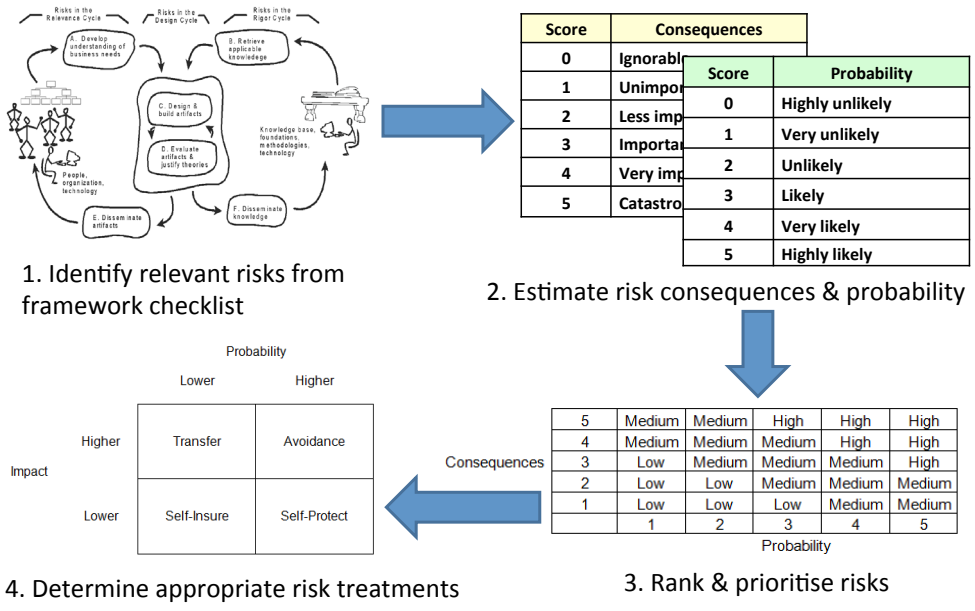 Risks in the
Relevance Cycle
Risks in the
Design Cycle
Risks in the
Rigor Cycle
A. Develop
understanding of
business needs
B. Retrieve
applicable
knowledge
C. Design &
build artifacts
D. Evaluate
artifacts &
justify theories
Knowledge base,
foundations,
methodologies,
technology
People,
organization,
technology
E. Disseminate
artifacts
F. Disseminate
knowledge
1. Identify relevant risks from
framework checklist
Score Consequences
0 Ignorable
1 Unimpor
2 Less imp
3 Importa
4 Very imp
5 Catastro
Score Probability
0 Highly unlikely
1 Very unlikely
2 Unlikely
3 Likely
4 Very likely
5 Highly likely
2. Estimate risk consequences & probability
Consequences
5 Medium Medium High High High
4 Medium Medium Medium High High
3 Low Medium Medium Medium High
2 Low Low Medium Medium Medium
1 Low Low Low Medium Medium
1 2 3 4 5
Probability
3. Rank & prioritise risks
Probability
Lower Higher
Impact
Higher Transfer Avoidance
Lower Self-Insure Self-Protect
4. Determine appropriate risk treatments